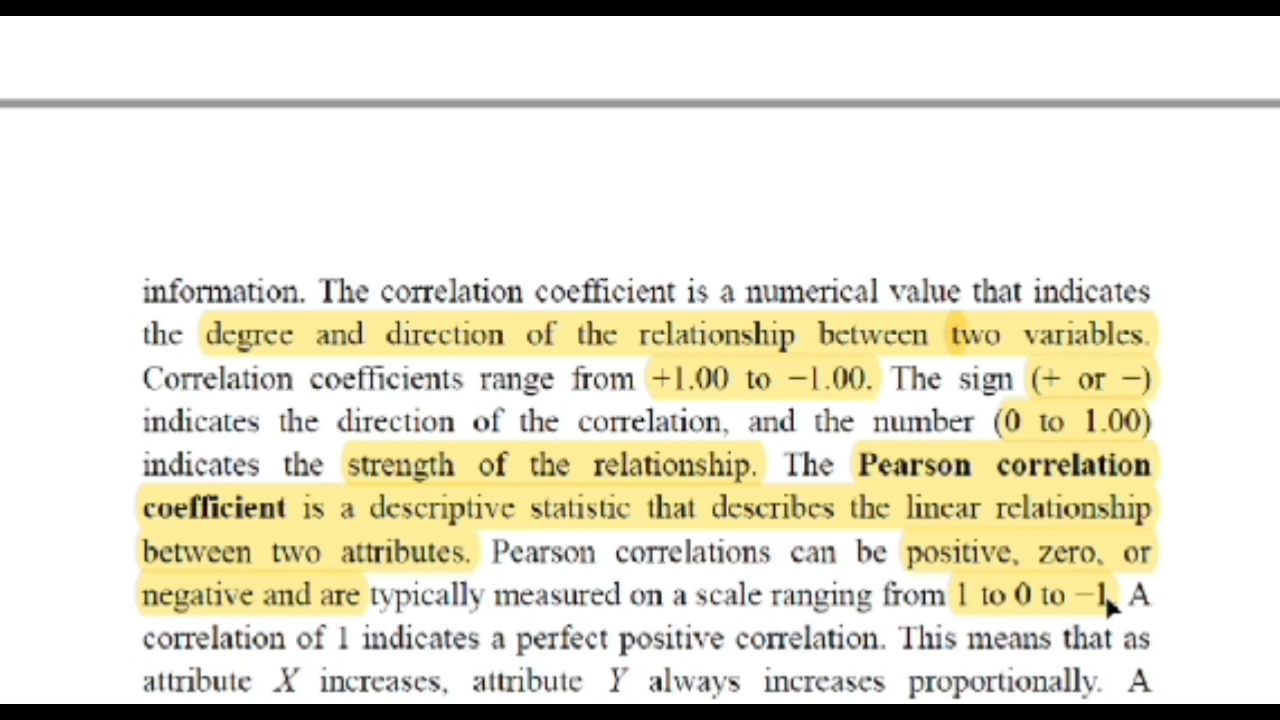 information. The correlation coefficient is a numerical value that indicates
the degree and direction of the relationship between two variables.
Correlation coefficients range from +1.00 to −1.00. The sign (+ or −)
indicates the direction of the correlation, and the number (0 to 1.00)
indicates the strength of the relationship. The Pearson correlation
coefficient is a descriptive statistic that describes the linear relationship
between two attributes. Pearson correlations can be positive, zero, or
negative and are typically measured on a scale ranging from 1 to 0 to −1. A
correlation of 1 indicates a perfect positive correlation. This means that as
attribute X increases, attribute Y always increases proportionally. A